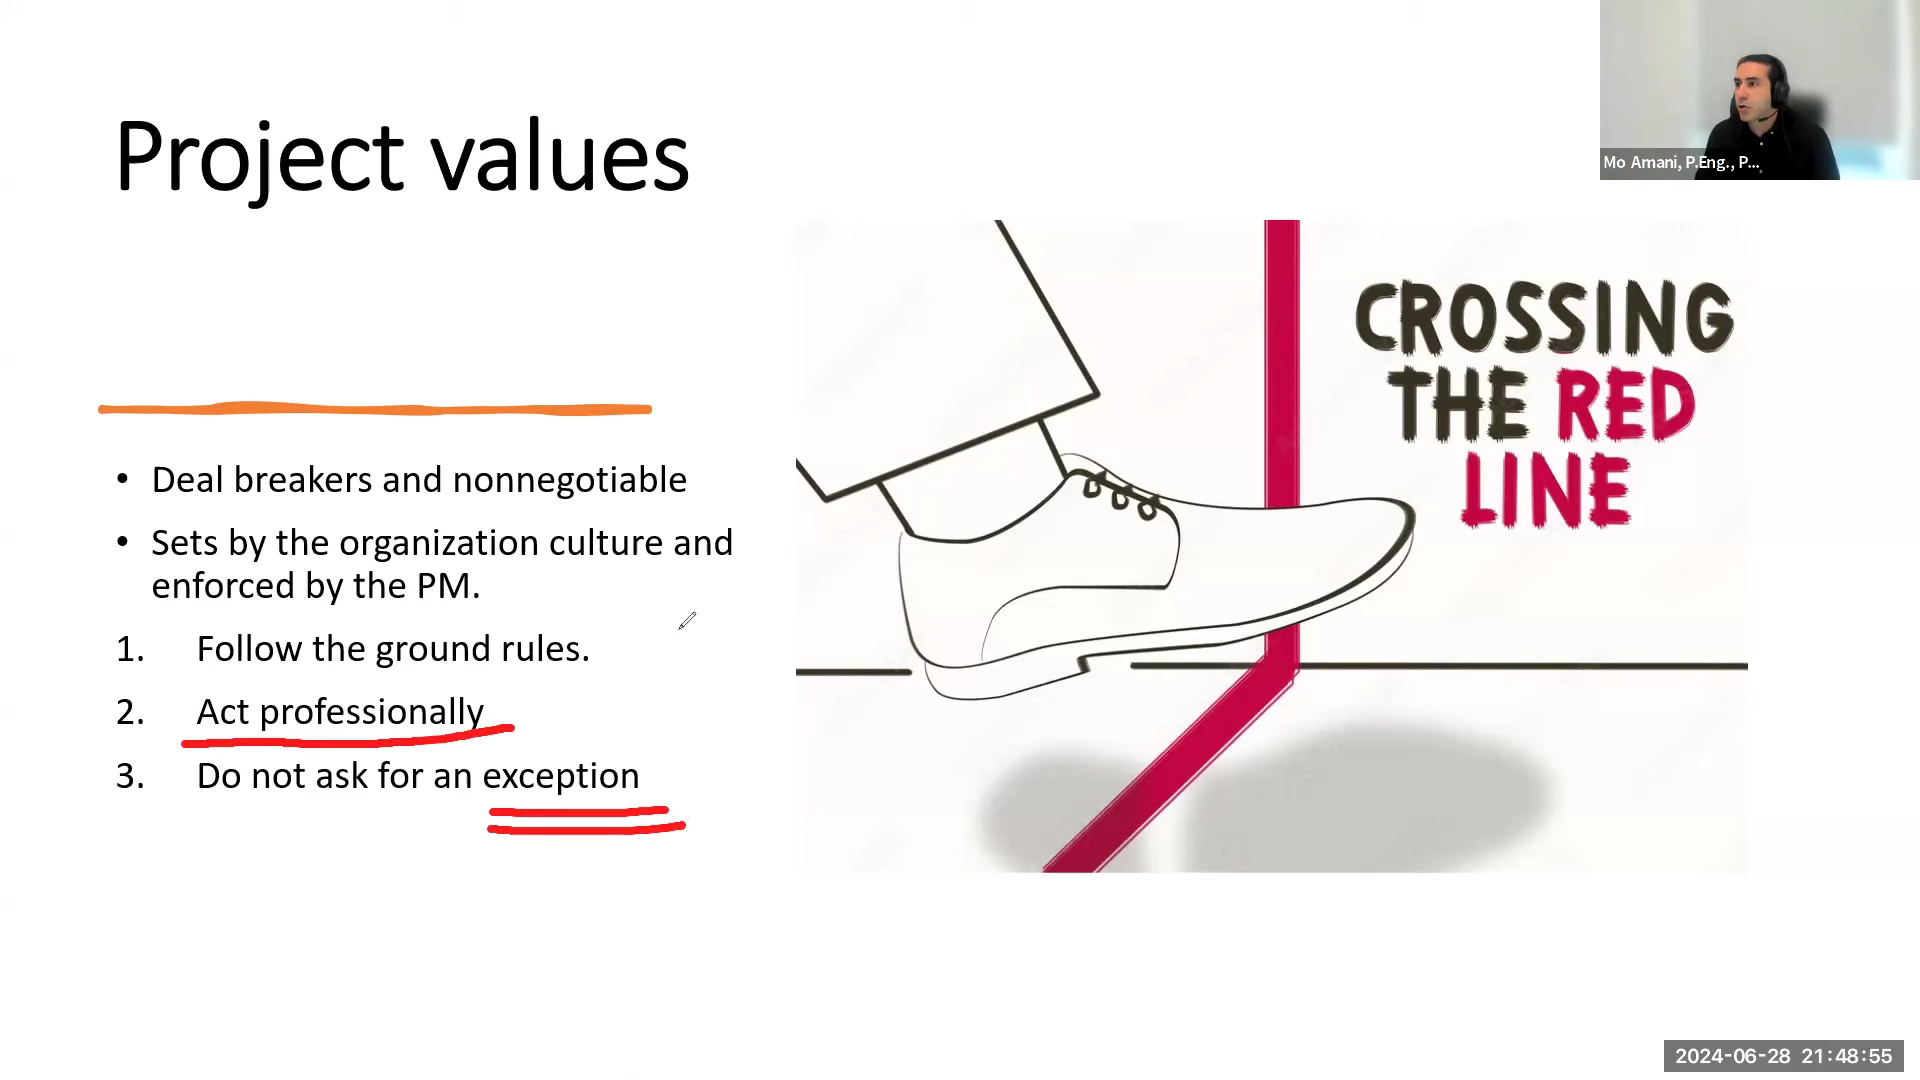 Project values
Mo Amani, P.Eng., P...
CROSSING
THE RED
LINE
• Deal breakers and nonnegotiable
• Sets by the organization culture and
enforced by the PM.
1. Follow the ground rules.
2. Act professionally
3. Do not ask for an exception
2024-06-28 21:48:55